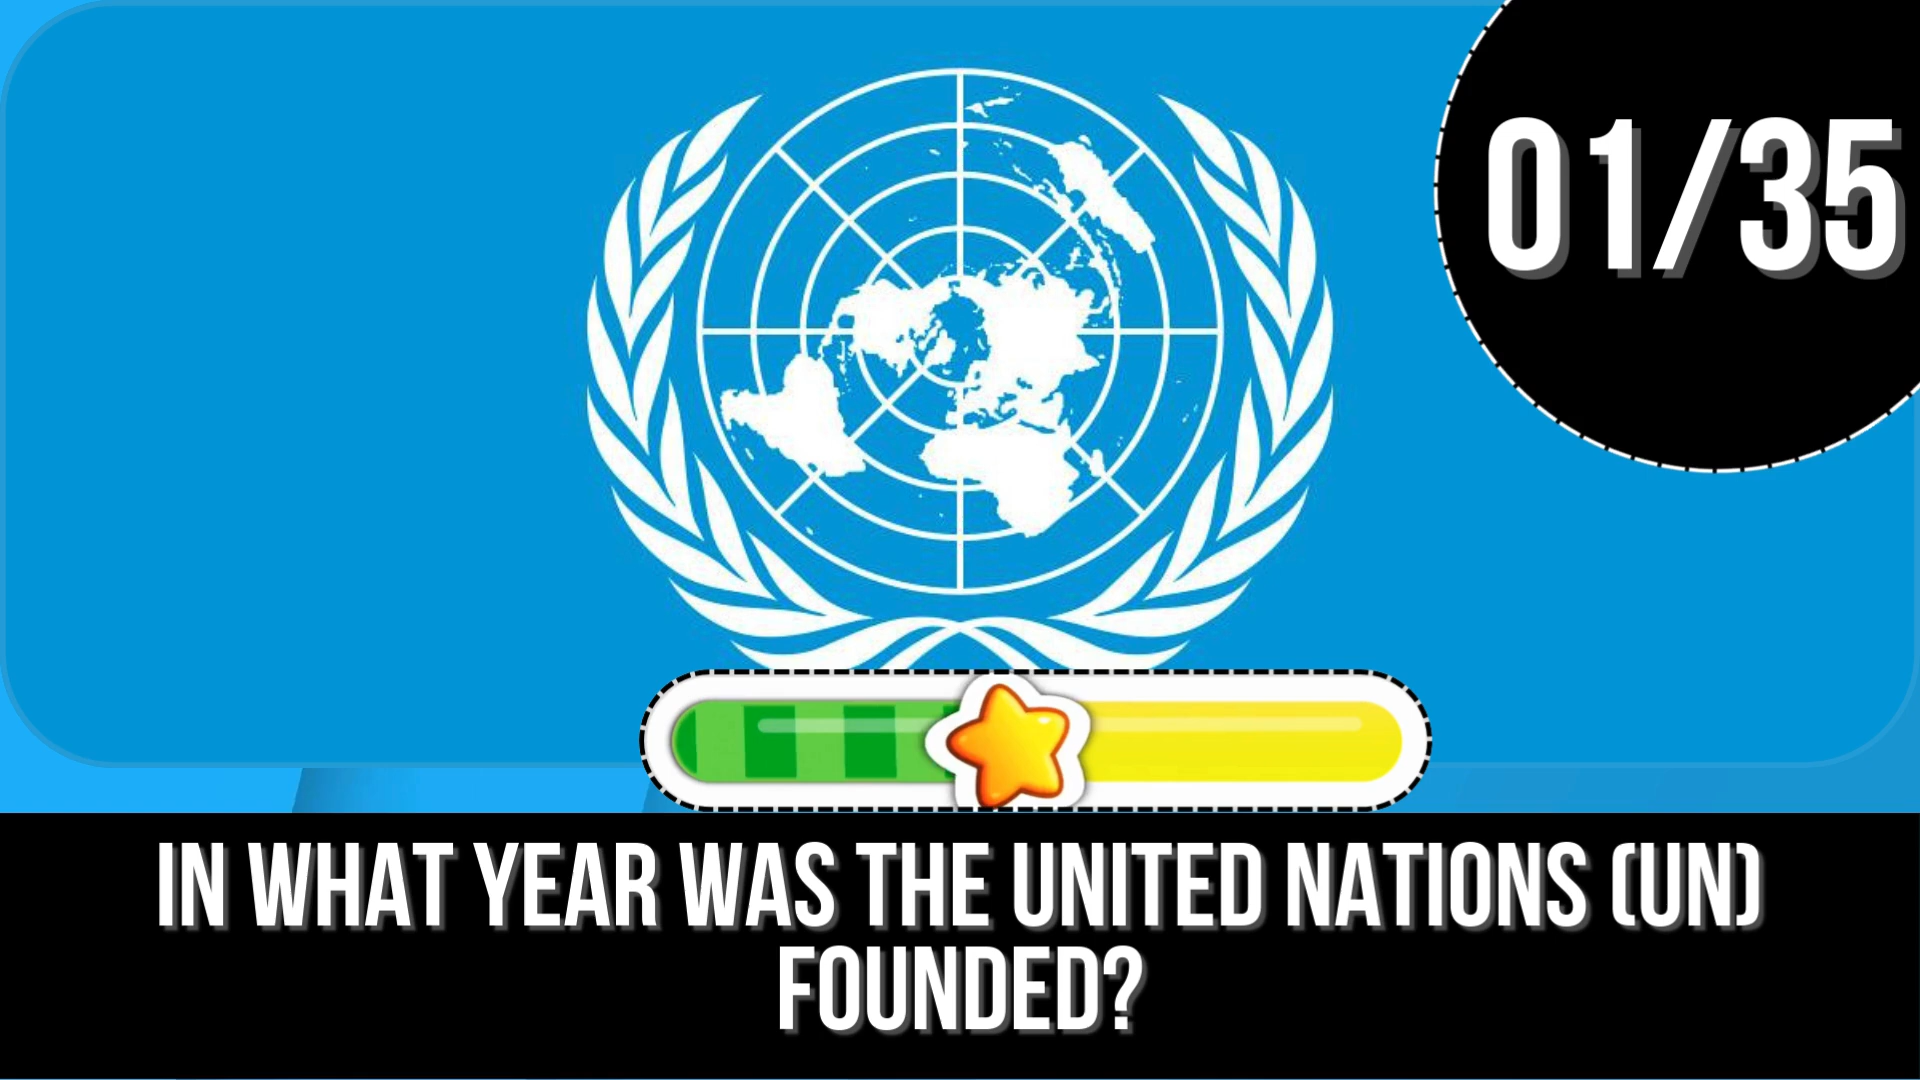 01/35
IN WHAT YEAR WAS THE UNITED NATIONS (UN)
FOUNDED?